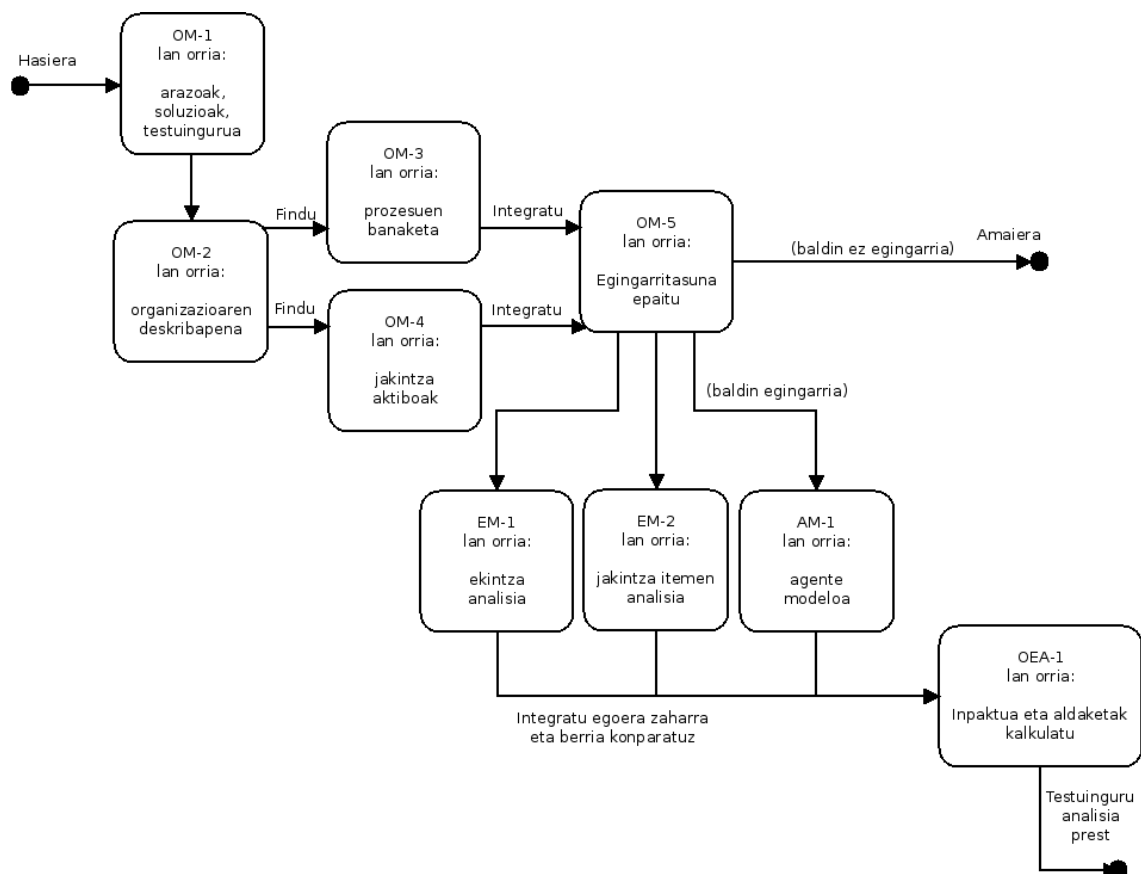 Hasiera
OM-1
lan orria:
arazoak,
soluzioak,
testuingurua
OM-2
lan orria:
organizazioaren
deskribapena
Findu
Findu
OM-3
lan orria:
prozesuen
banaketa
OM-4
lan orria:
jakintza
aktiboak
Integratu
Integratu
OM-5
lan orria:
Egingarritasuna
epaitu
(baldin ez egingarria)
Amaiera
(baldin egingarria)
EM-1
lan orria:
ekintza
analisia
EM-2
lan orria:
jakintza itemen
analisia
AM-1
lan orria:
agente
modeloa
Integratu egoera zaharra
eta berria konparatuz
OEA-1
lan orria:
Inpaktua eta aldaketak
kalkulatu
Testuinguru
analisia
prest